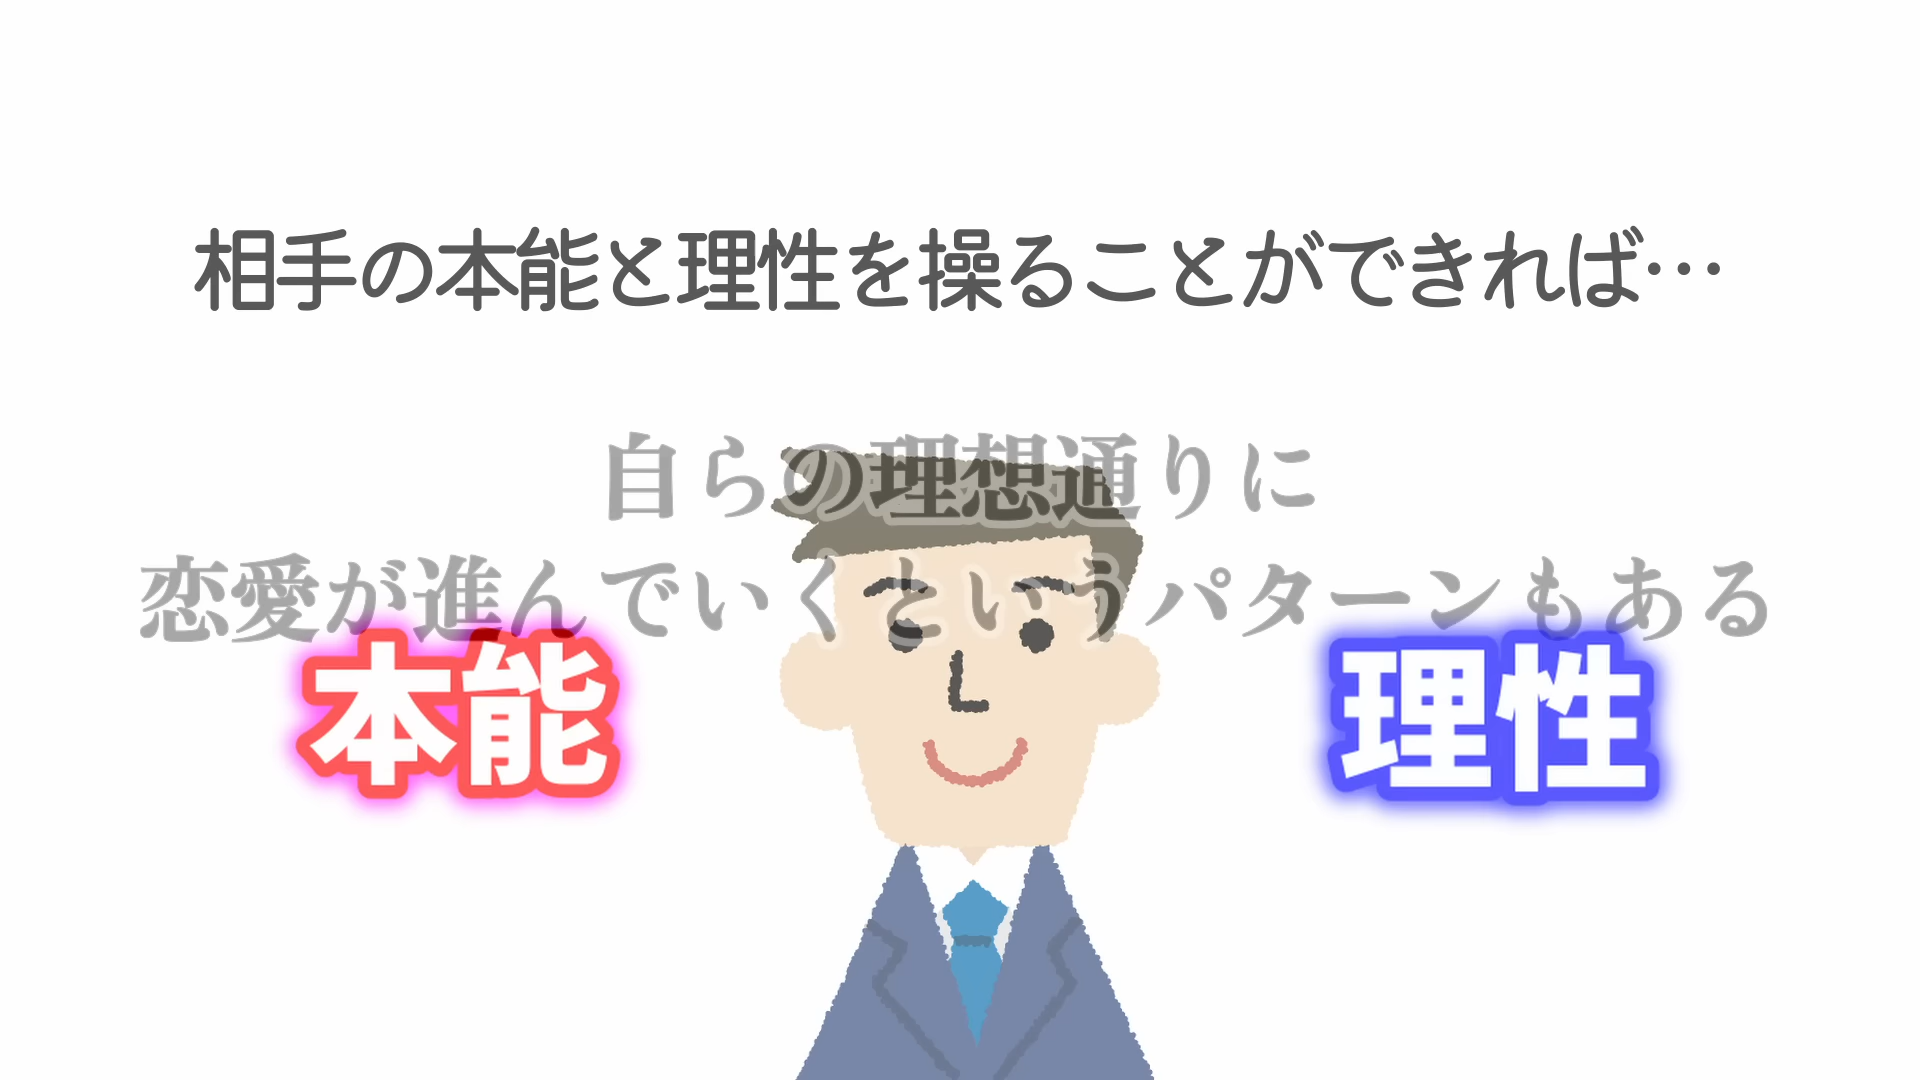 相手の本能と理性を操ることができれば…
自らの理想通りに
恋愛が進んでいくというパターンもある
本能
理性